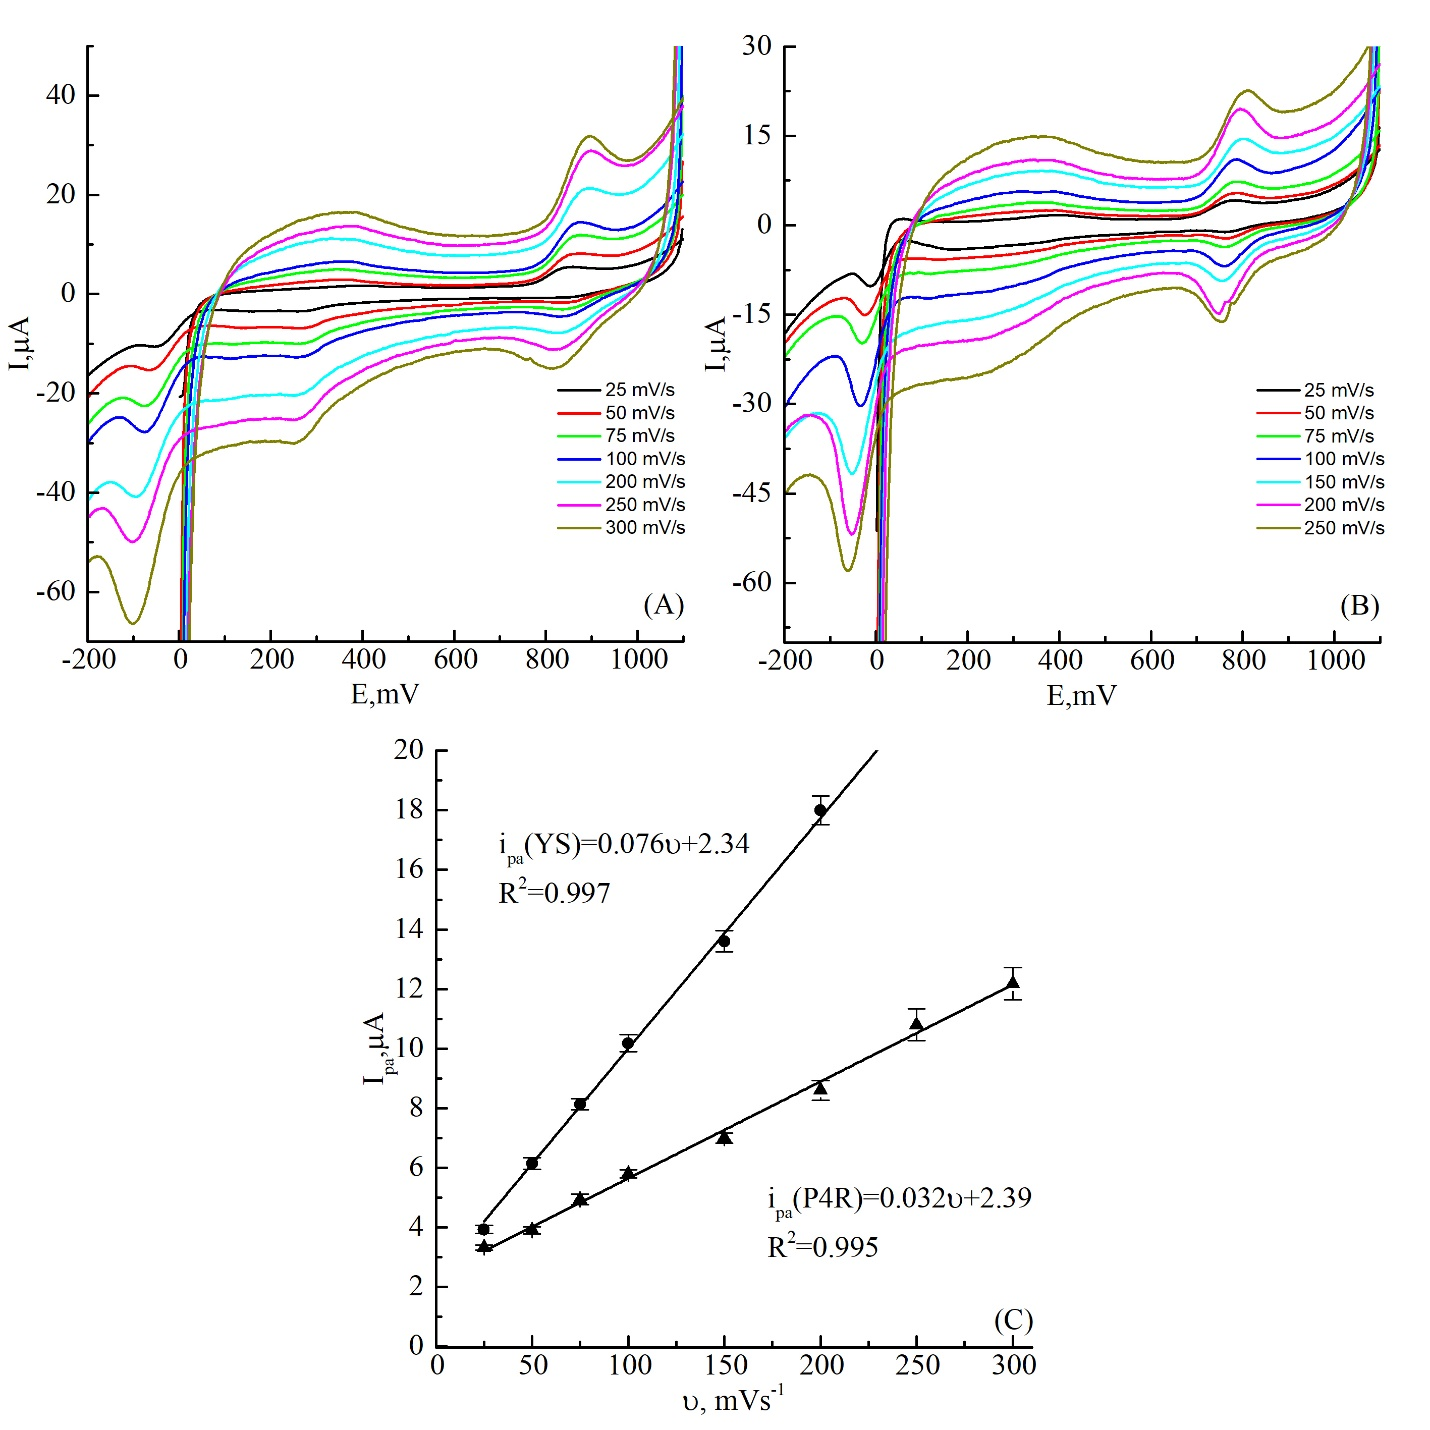 40
20
0
-20
-40
-60
I,µA
-200 0 200 400 600 800 1000
E,mV
25 mV/s
50 mV/s
75 mV/s
100 mV/s
200 mV/s
250 mV/s
300 mV/s
(A)
30
15
0
-15
-30
-45
-60
I,µA
-200 0 200 400 600 800 1000
E,mV
25 mV/s
50 mV/s
75 mV/s
100 mV/s
150 mV/s
200 mV/s
250 mV/s
(B)
20
18
16
14
12
10
8
6
4
2
0
I_pa,µA
i_pa(YS)=0.076υ+2.34
R²=0.997
i_pa(P4R)=0.032υ+2.39
R²=0.995
(C)
0 50 100 150 200 250 300
υ, mVs⁻¹